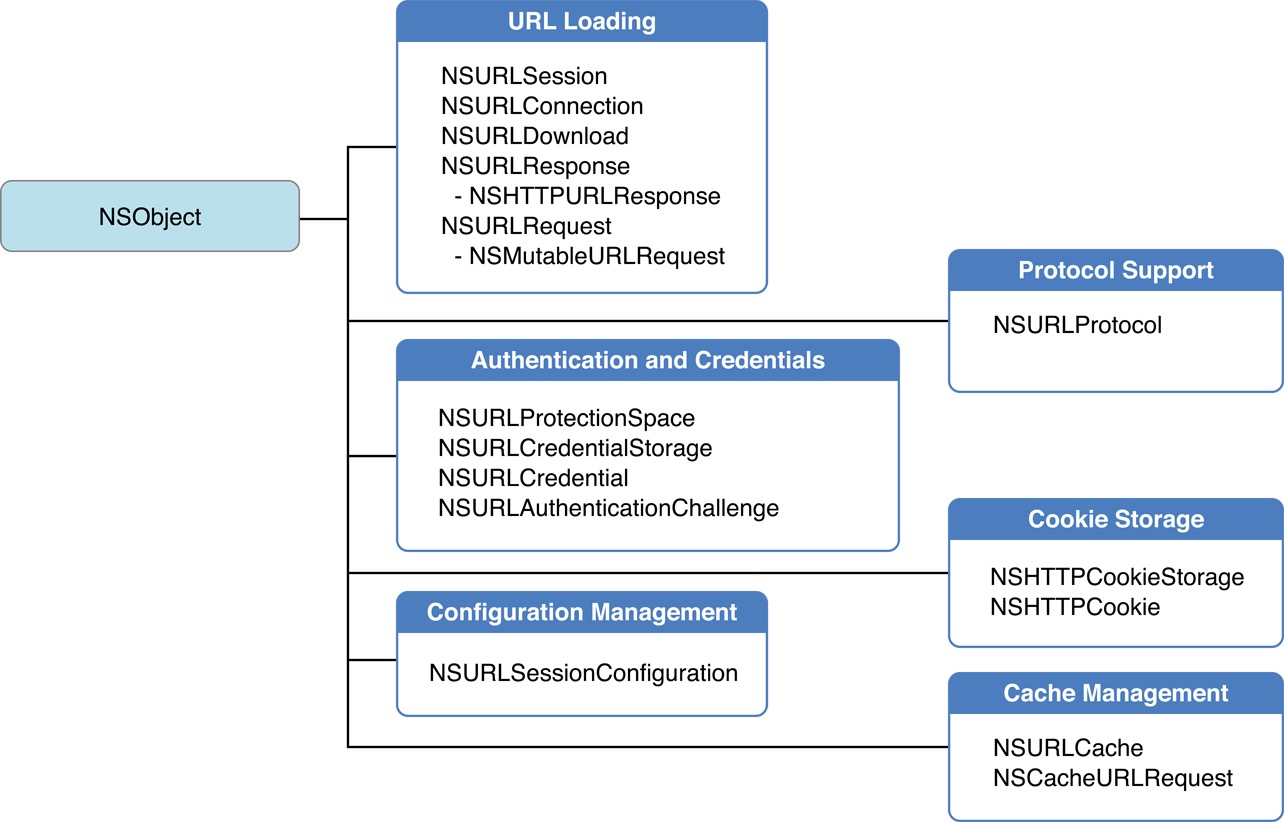 NSObject
URL Loading
NSURLSession
NSURLConnection
NSURLDownload
NSURLResponse
- NSHTTPURLResponse
NSURLRequest
- NSMutableURLRequest
Protocol Support
NSURLProtocol
Authentication and Credentials
NSURLProtectionSpace
NSURLCredentialStorage
NSURLCredential
NSURLAuthenticationChallenge
Cookie Storage
NSHTTPCookieStorage
NSHTTPCookie
Configuration Management
NSURLSessionConfiguration
Cache Management
NSURLCache
NSCacheURLRequest